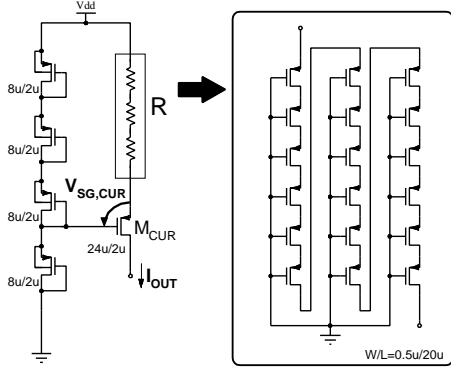 Vdd
8u/2u
8u/2u
8u/2u
8u/2u
R
V_SG,CUR
M_CUR
24u/2u
I_OUT
W/L=0.5u/20u